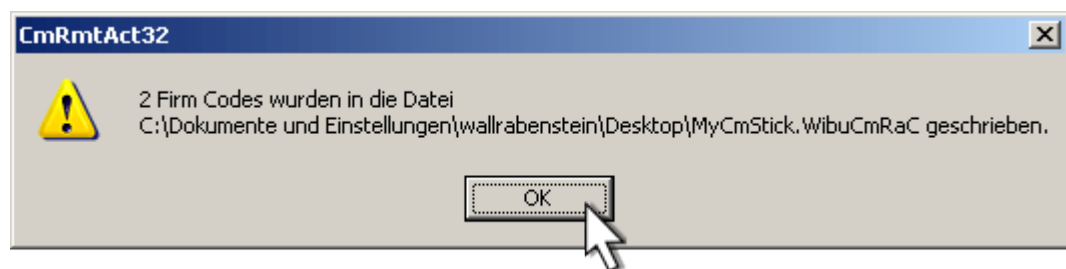 CmRmtAct32
2 Firm Codes wurden in die Datei
C:\Dokumente und Einstellungen\wallrabenstein\Desktop\MyCmStick.WibuCmRaC geschrieben.
OK